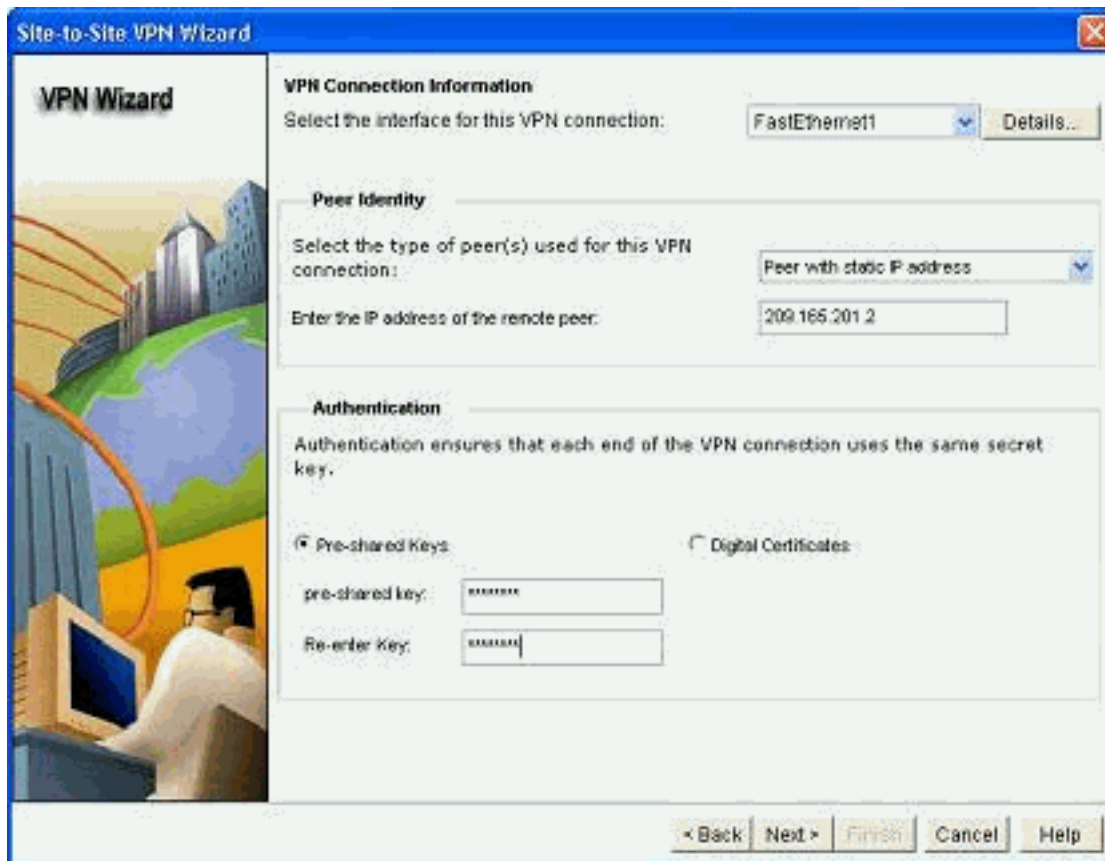 Site-to-Site VPN Wizard
VPN Wizard
VPN Connection Information
Select the interface for this VPN connection:
FastEthernet1
Details...
Peer Identity
Select the type of peer(s) used for this VPN
connection:
Peer with static IP address
Enter the IP address of the remote peer:
209.165.201.2
Authentication
Authentication ensures that each end of the VPN connection uses the same secret
key.
Pre-shared Keys
Digital Certificates
pre-shared key:
********
Re-enter Key:
********
< Back
Next >
Finish
Cancel
Help